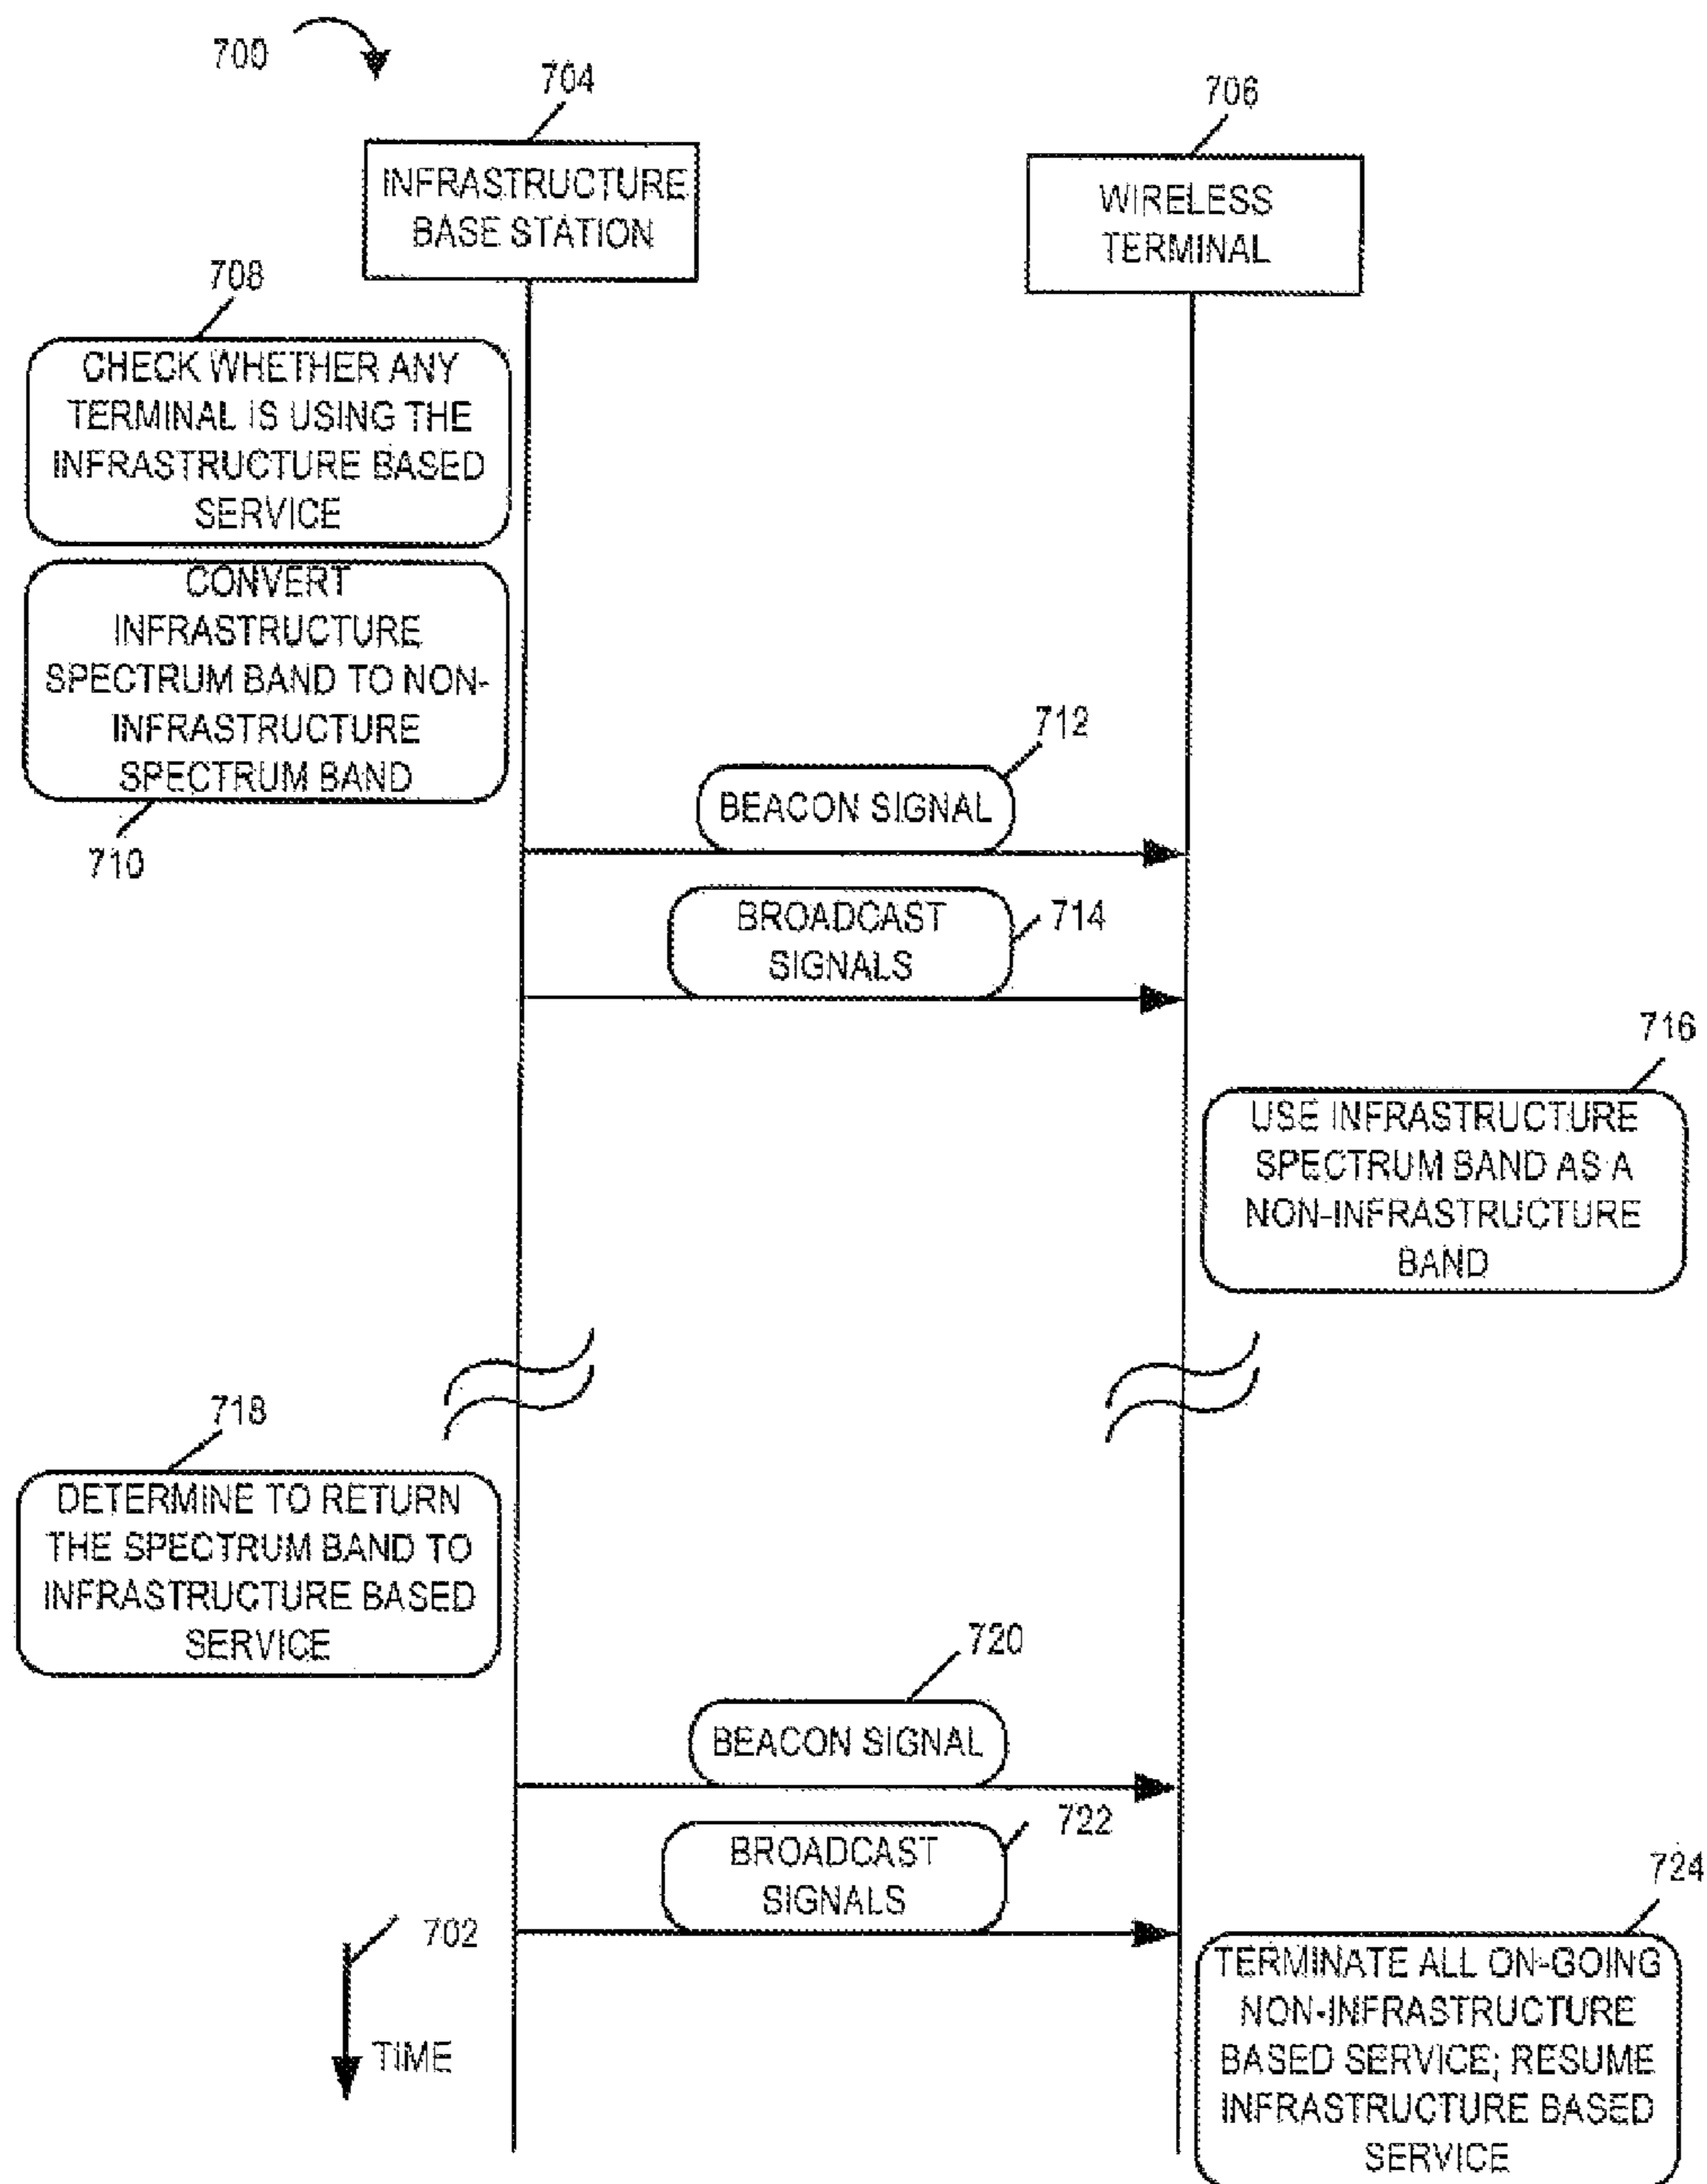 700
704
706
INFRASTRUCTURE
BASE STATION
WIRELESS
TERMINAL
708
CHECK WHETHER ANY
TERMINAL IS USING THE
INFRASTRUCTURE BASED
SERVICE
CONVERT
INFRASTRUCTURE
SPECTRUM BAND TO NON-
INFRASTRUCTURE
SPECTRUM BAND
710
712
BEACON SIGNAL
BROADCAST
SIGNALS
714
716
USE INFRASTRUCTURE
SPECTRUM BAND AS A
NON-INFRASTRUCTURE
BAND
718
DETERMINE TO RETURN
THE SPECTRUM BAND TO
INFRASTRUCTURE BASED
SERVICE
720
BEACON SIGNAL
722
BROADCAST
SIGNALS
724
702
TIME
TERMINATE ALL ON-GOING
NON-INFRASTRUCTURE
BASED SERVICE; RESUME
INFRASTRUCTURE BASED
SERVICE